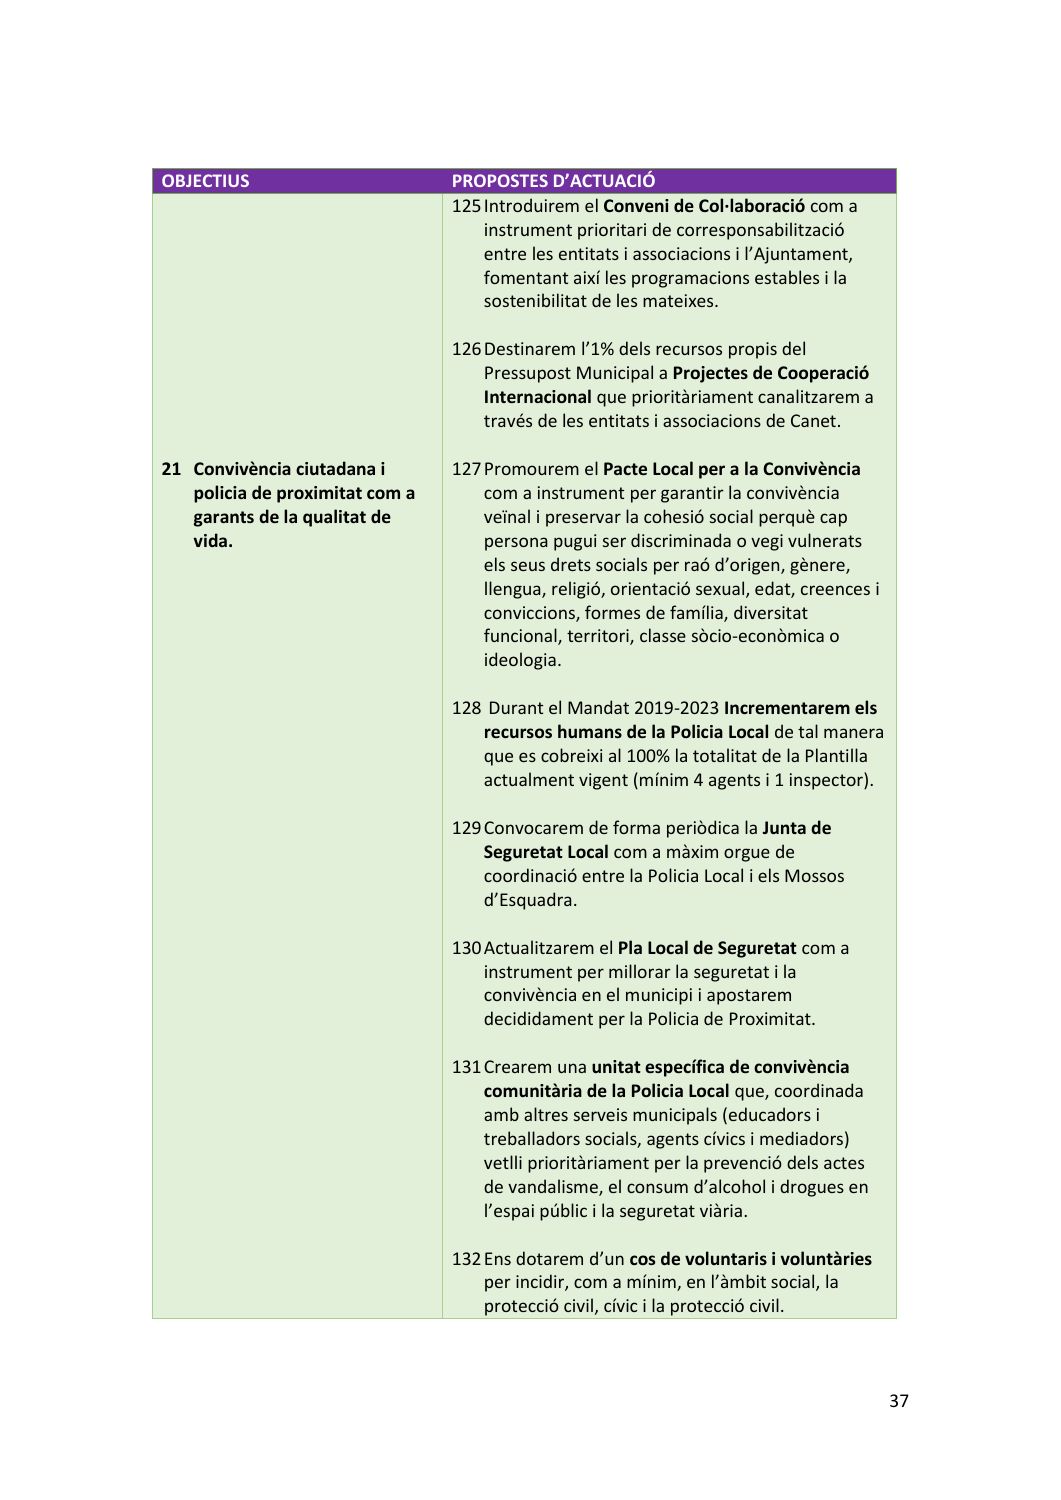 OBJECTIUS PROPOSTES D’ACTUACIÓ
125 Introduirem el Conveni de Col·laboració com a
instrument prioritari de corresponsabilització
entre les entitats i associacions i l’Ajuntament,
fomentant així les programacions estables i la
sostenibilitat de les mateixes.
126 Destinarem l’1% dels recursos propis del
Pressupost Municipal a Projectes de Cooperació
Internacional que prioritàriament canalitzarem a
través de les entitats i associacions de Canet.
21 Convivència ciutadana i
policia de proximitat com a
garants de la qualitat de
vida.
127 Promourem el Pacte Local per a la Convivència
com a instrument per garantir la convivència
veïnal i preservar la cohesió social perquè cap
persona pugui ser discriminada o vegi vulnerats
els seus drets socials per raó d’origen, gènere,
llengua, religió, orientació sexual, edat, creences i
conviccions, formes de família, diversitat
funcional, territori, classe sòcio-econòmica o
ideologia.
128 Durant el Mandat 2019-2023 Incrementarem els
recursos humans de la Policia Local de tal manera
que es cobreixi al 100% la totalitat de la Plantilla
actualment vigent (mínim 4 agents i 1 inspector).
129 Convocarem de forma periòdica la Junta de
Seguretat Local com a màxim orgue de
coordinació entre la Policia Local i els Mossos
d’Esquadra.
130 Actualitzarem el Pla Local de Seguretat com a
instrument per millorar la seguretat i la
convivència en el municipi i apostarem
decididament per la Policia de Proximitat.
131 Crearem una unitat específica de convivència
comunitària de la Policia Local que, coordinada
amb altres serveis municipals (educadors i
treballadors socials, agents cívics i mediadors)
vetlli prioritàriament per la prevenció dels actes
de vandalisme, el consum d’alcohol i drogues en
l’espai públic i la seguretat viària.
132 Ens dotarem d’un cos de voluntaris i voluntàries
per incidir, com a mínim, en l’àmbit social, la
protecció civil, cívic i la protecció civil.
37